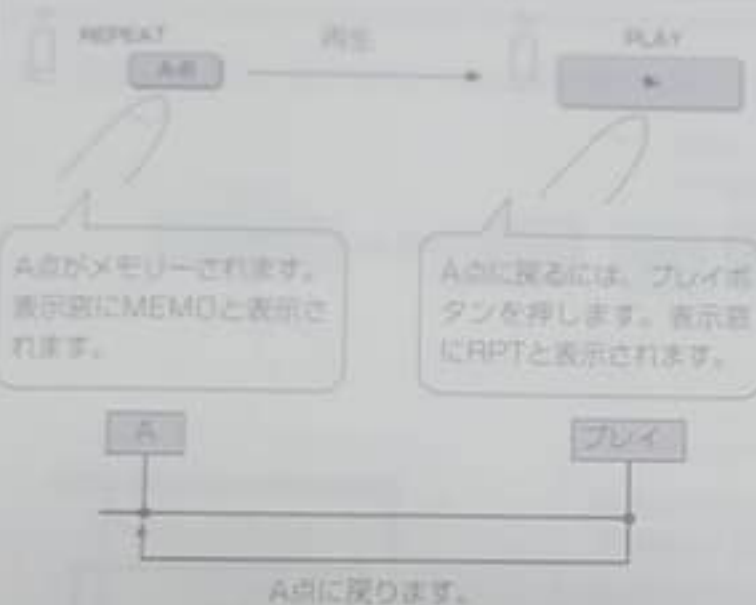 REPEAT
A-B
再生
PLAY
A点がメモリーされます。
表示窓にMEMOと表示さ
れます。
A点に戻るには、プレイボ
タンを押します。表示窓
にRPTと表示されます。
A
プレイ
A点に戻ります。